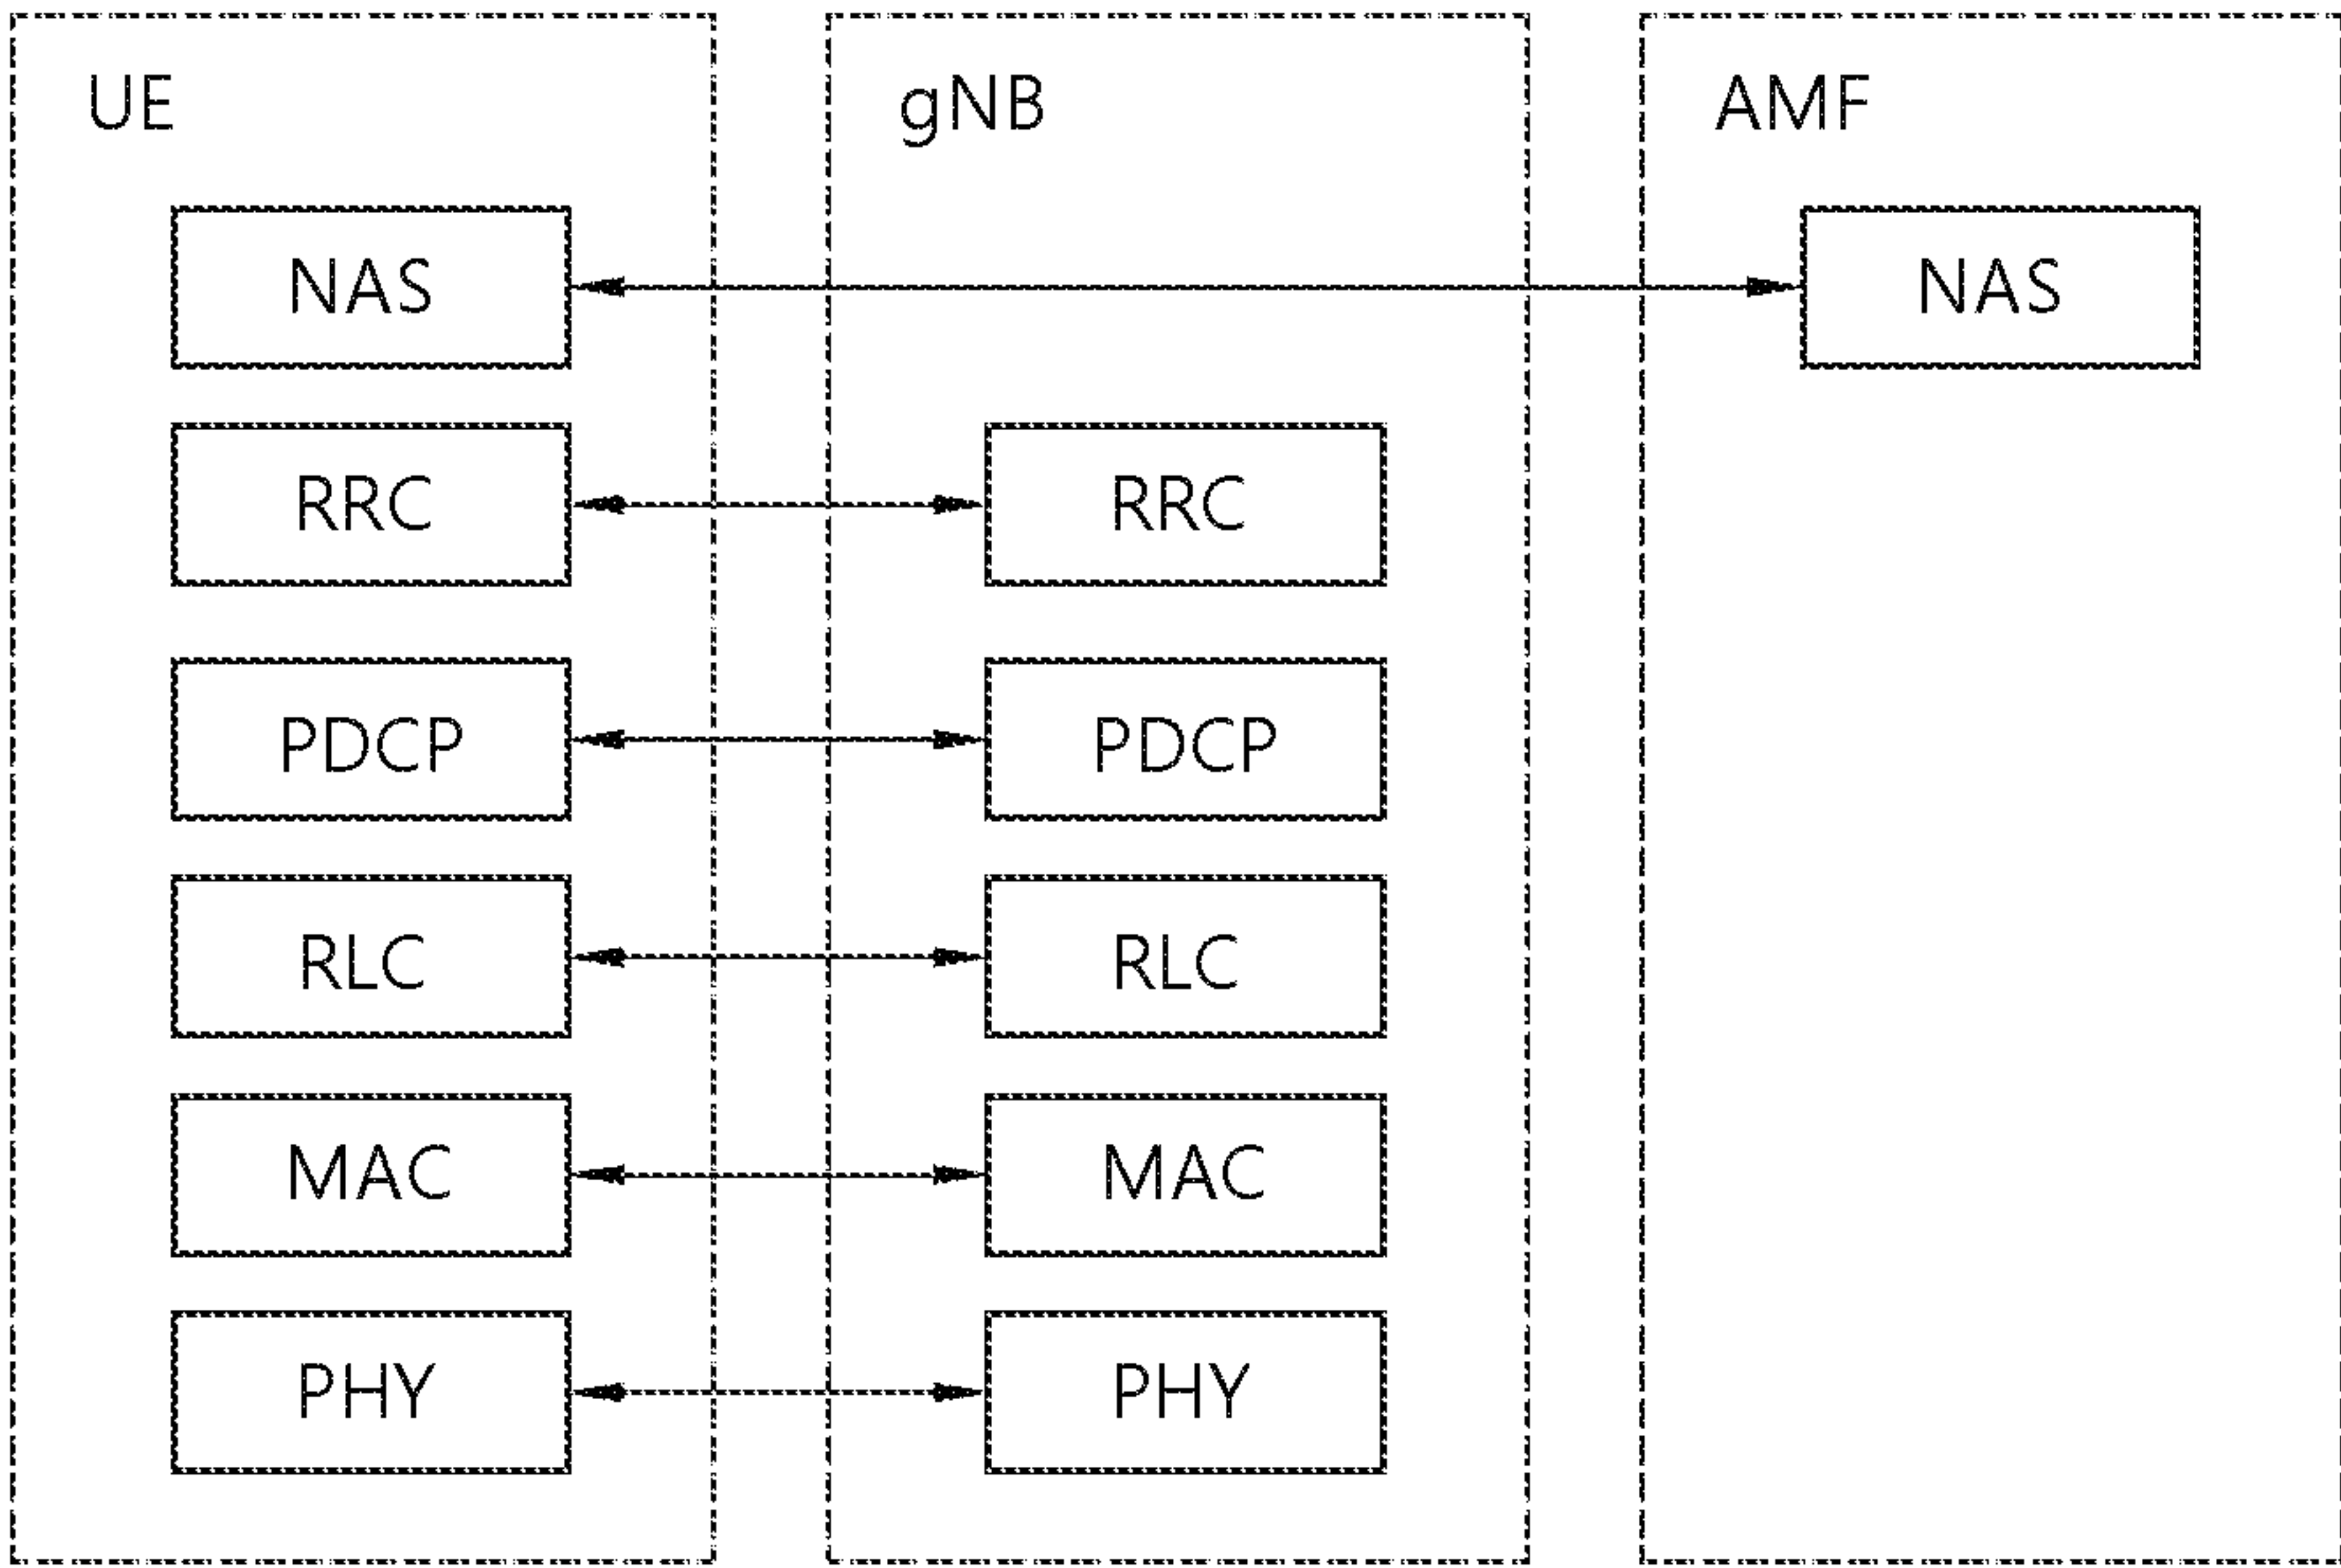 UE
gNB
AMF
NAS
NAS
RRC
RRC
PDCP
PDCP
RLC
RLC
MAC
MAC
PHY
PHY